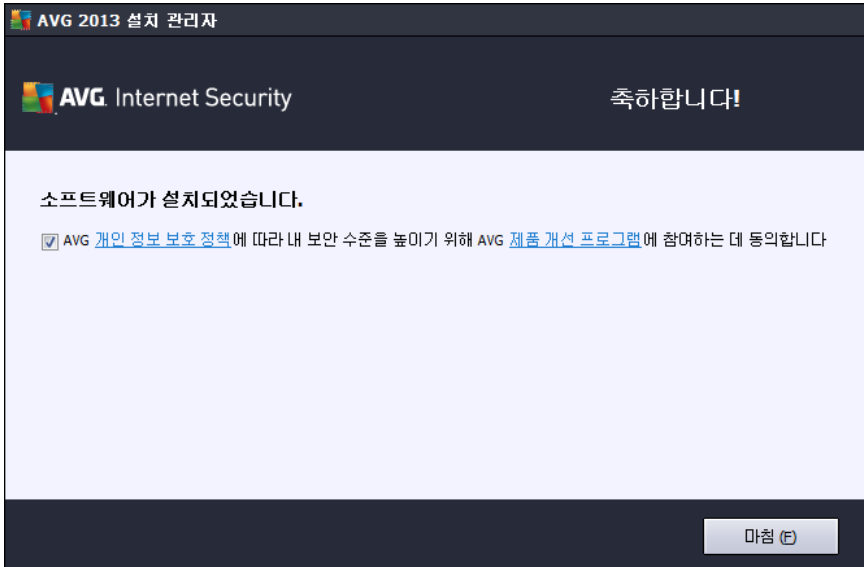 AVG 2013 설치 관리자
AVG. Internet Security
축하합니다!
소프트웨어가 설치되었습니다.
AVG 개인 정보 보호 정책에 따라 내 보안 수준을 높이기 위해 AVG 제품 개선 프로그램에 참여하는 데 동의합니다
마침 (F)